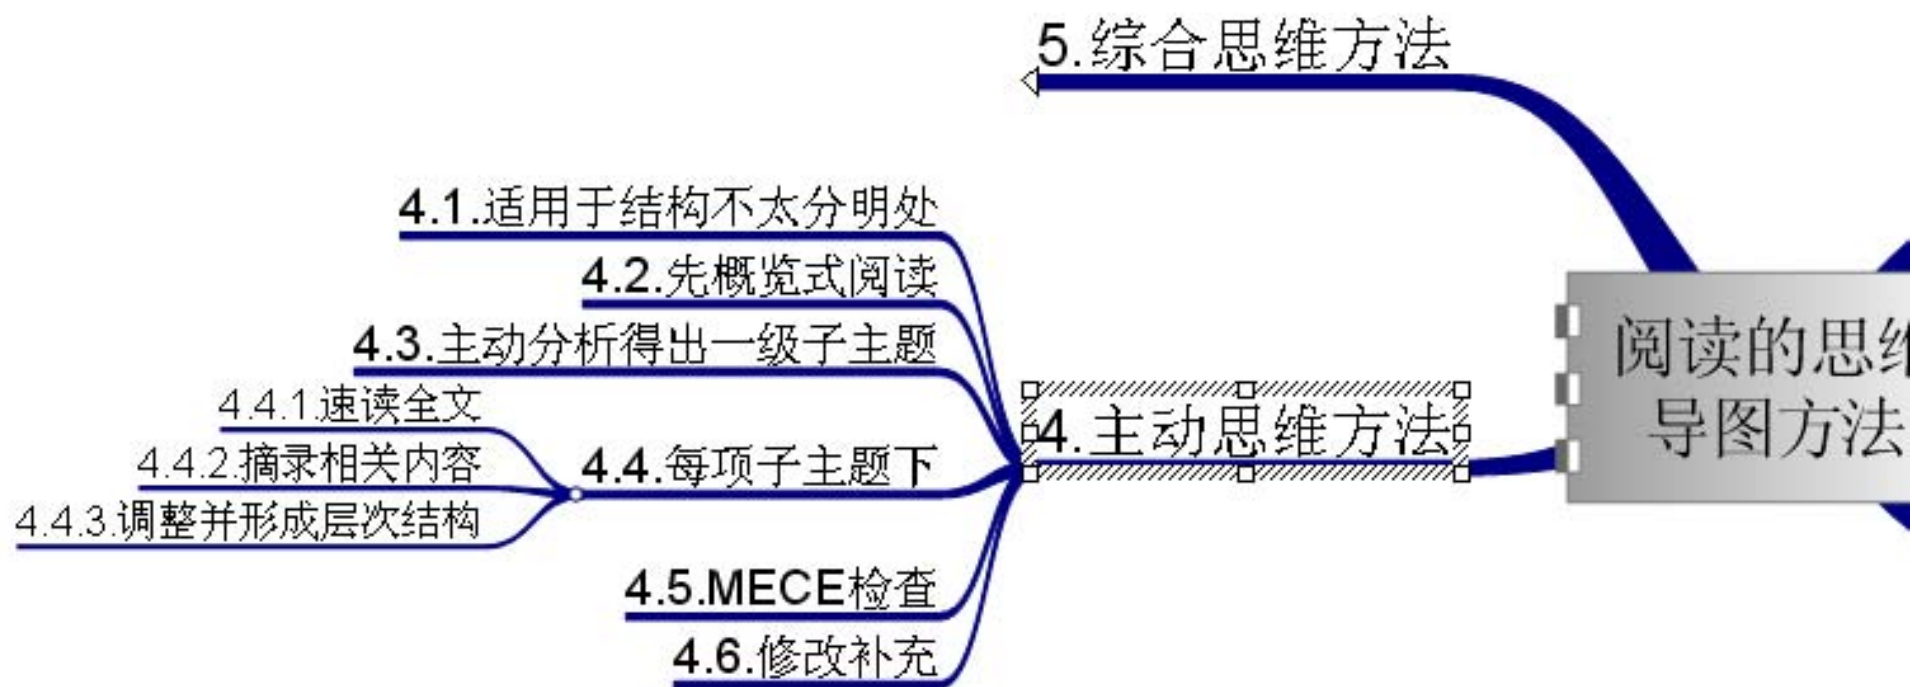 5.综合思维方法
4.1.适用于结构不太分明处
4.2.先概览式阅读
4.3.主动分析得出一级子主题
4.4.1.速读全文
4.4.2.摘录相关内容
4.4.3.调整并形成层次结构
4.4.每项子主题下
4.5.MECE检查
4.6.修改补充
4.主动思维方法
阅读的思维
导图方法